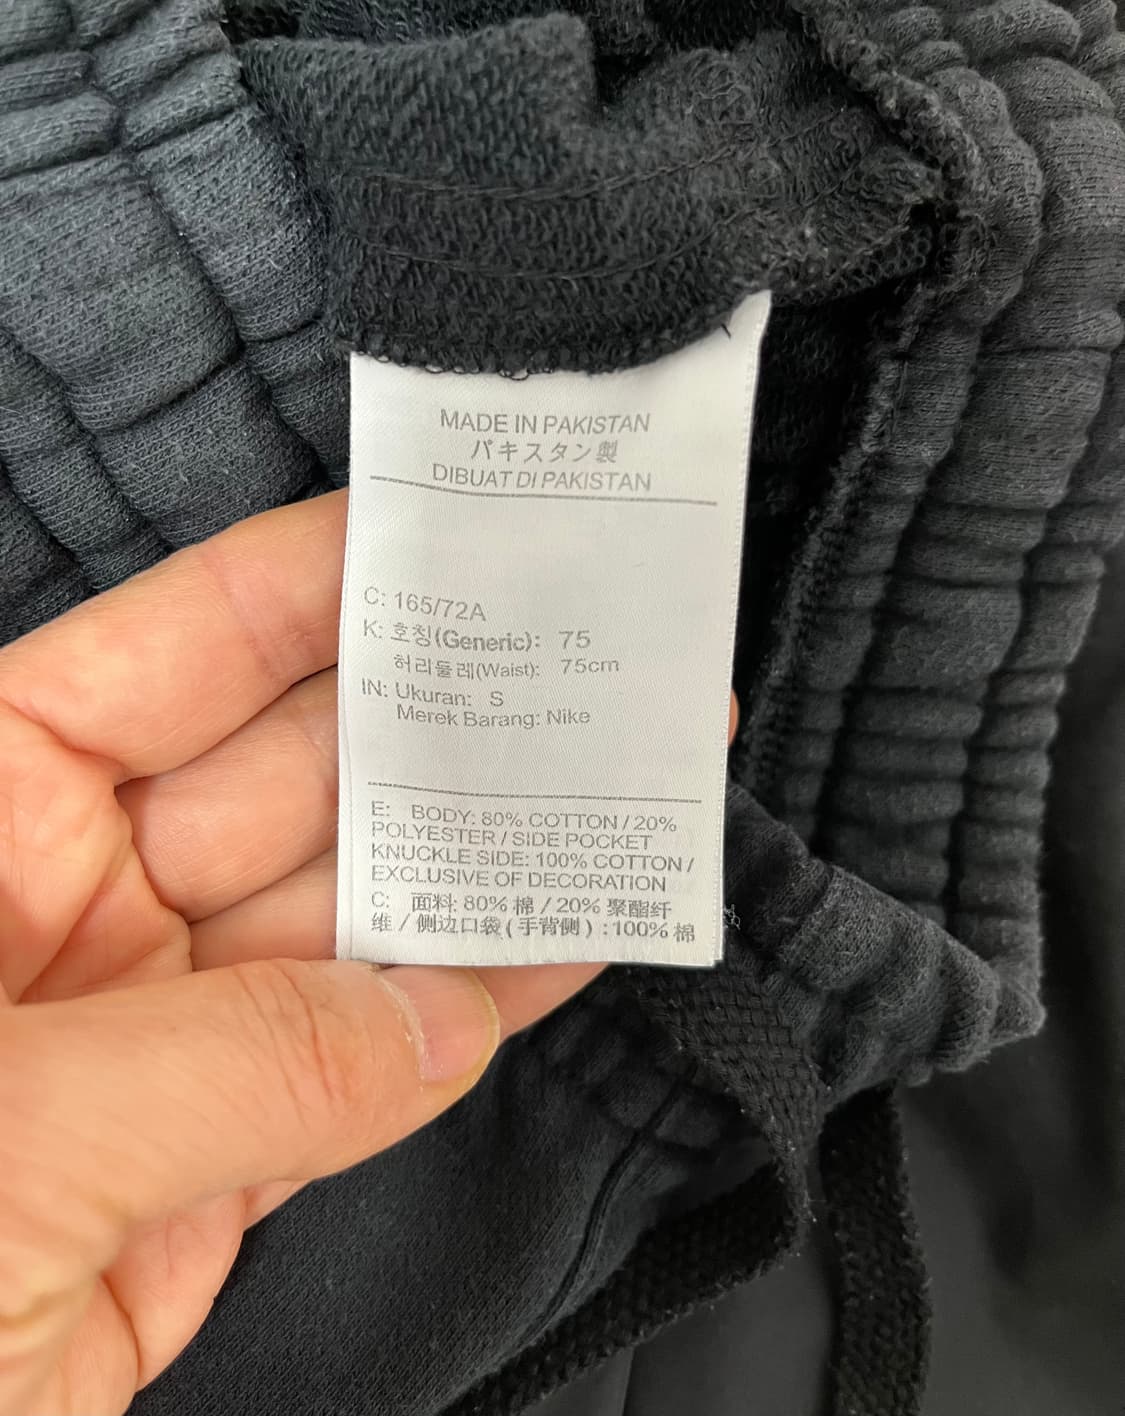 MADE IN PAKISTAN
パキスタン製
DIBUAT DI PAKISTAN
C: 165/72A
K: 호칭(Generic): 75
허리둘레(Waist): 75cm
IN: Ukuran: S
Merek Barang: Nike
E: BODY: 80% COTTON / 20%
POLYESTER / SIDE POCKET
KNUCKLE SIDE: 100% COTTON /
EXCLUSIVE OF DECORATION
C: 面料: 80% 棉 / 20% 聚酯纤
维 / 侧边口袋 ( 手背侧 ) : 100% 棉